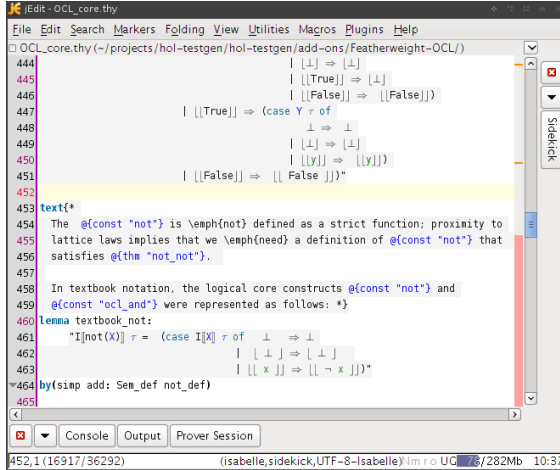 jEdit - OCL_core.thy
File Edit Search Markers Folding View Utilities Macros Plugins Help
OCL_core.thy (~/projects/hol-testgen/hol-testgen/add-ons/Featherweight-OCL/)
444 | ⌊⊥⌋ ⇒ ⌊⊥⌋
445 | ⌊⌊True⌋⌋ ⇒ ⌊⊥⌋
446 | ⌊⌊False⌋⌋ ⇒ ⌊⌊False⌋⌋)
447 | ⌊⌊True⌋⌋ ⇒ (case Y τ of
448 ⊥ ⇒ ⊥
449 | ⌊⊥⌋ ⇒ ⌊⊥⌋
450 | ⌊⌊y⌋⌋ ⇒ ⌊⌊y⌋⌋)
451 | ⌊⌊False⌋⌋ ⇒ ⌊⌊ False ⌋⌋)"
452
453 text{*
454 The @{const "not"} is \emph{not} defined as a strict function; proximity to
455 lattice laws implies that we \emph{need} a definition of @{const "not"} that
456 satisfies @{thm "not_not"}.
457
458 In textbook notation, the logical core constructs @{const "not"} and
459 @{const "ocl_and"} were represented as follows: *}
460 lemma textbook_not:
461 "I⟦not(X)⟧ τ = (case I⟦X⟧ τ of ⊥ ⇒ ⊥
462 | ⌊ ⊥ ⌋ ⇒ ⌊ ⊥ ⌋
463 | ⌊⌊ x ⌋⌋ ⇒ ⌊⌊ ¬ x ⌋⌋)"
464 by(simp add: Sem_def not_def)
465
Sidekick
Console Output Prover Session
452,1 (16917/36292) (isabelle,sidekick,UTF-8-Isabelle)Nm r o UG 78/282Mb 10:37